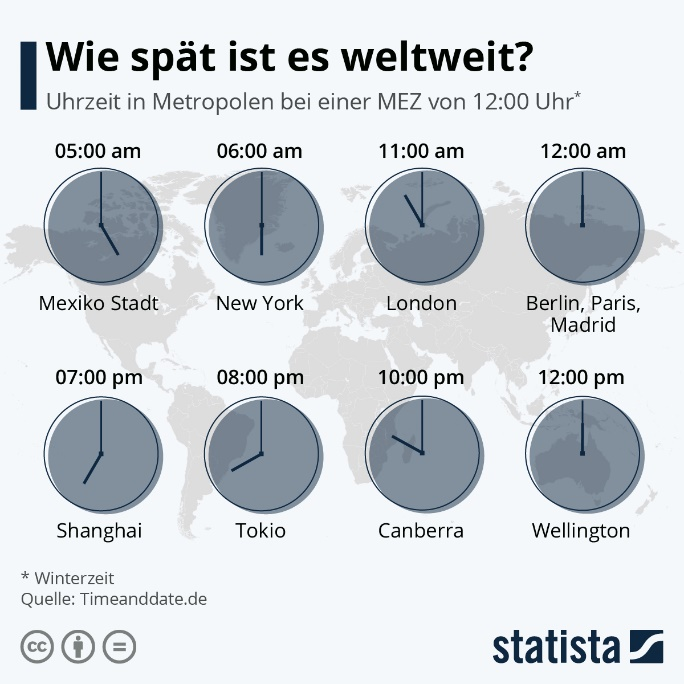 Wie spät ist es weltweit?
Uhrzeit in Metropolen bei einer MEZ von 12:00 Uhr*
05:00 am
06:00 am
11:00 am
12:00 am
Mexiko Stadt
New York
London
Berlin, Paris,
Madrid
07:00 pm
08:00 pm
10:00 pm
12:00 pm
Shanghai
Tokio
Canberra
Wellington
* Winterzeit
Quelle: Timeanddate.de
cc
=
statista